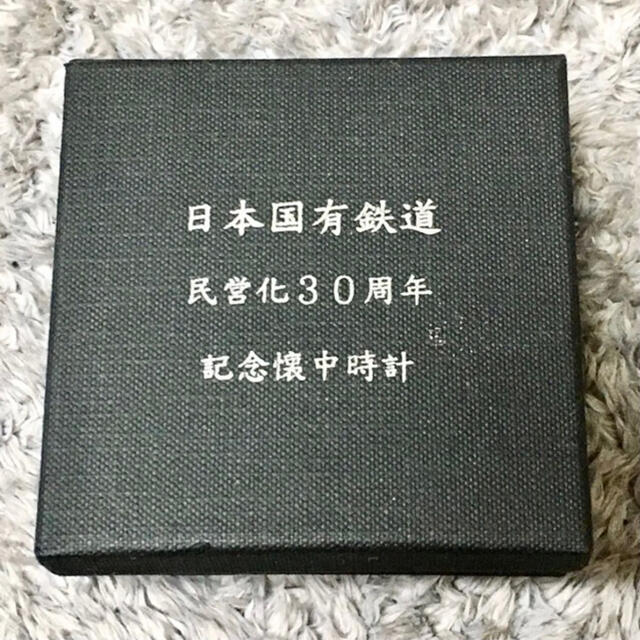 日本国有鉄道
民営化３０周年
記念懐中時計